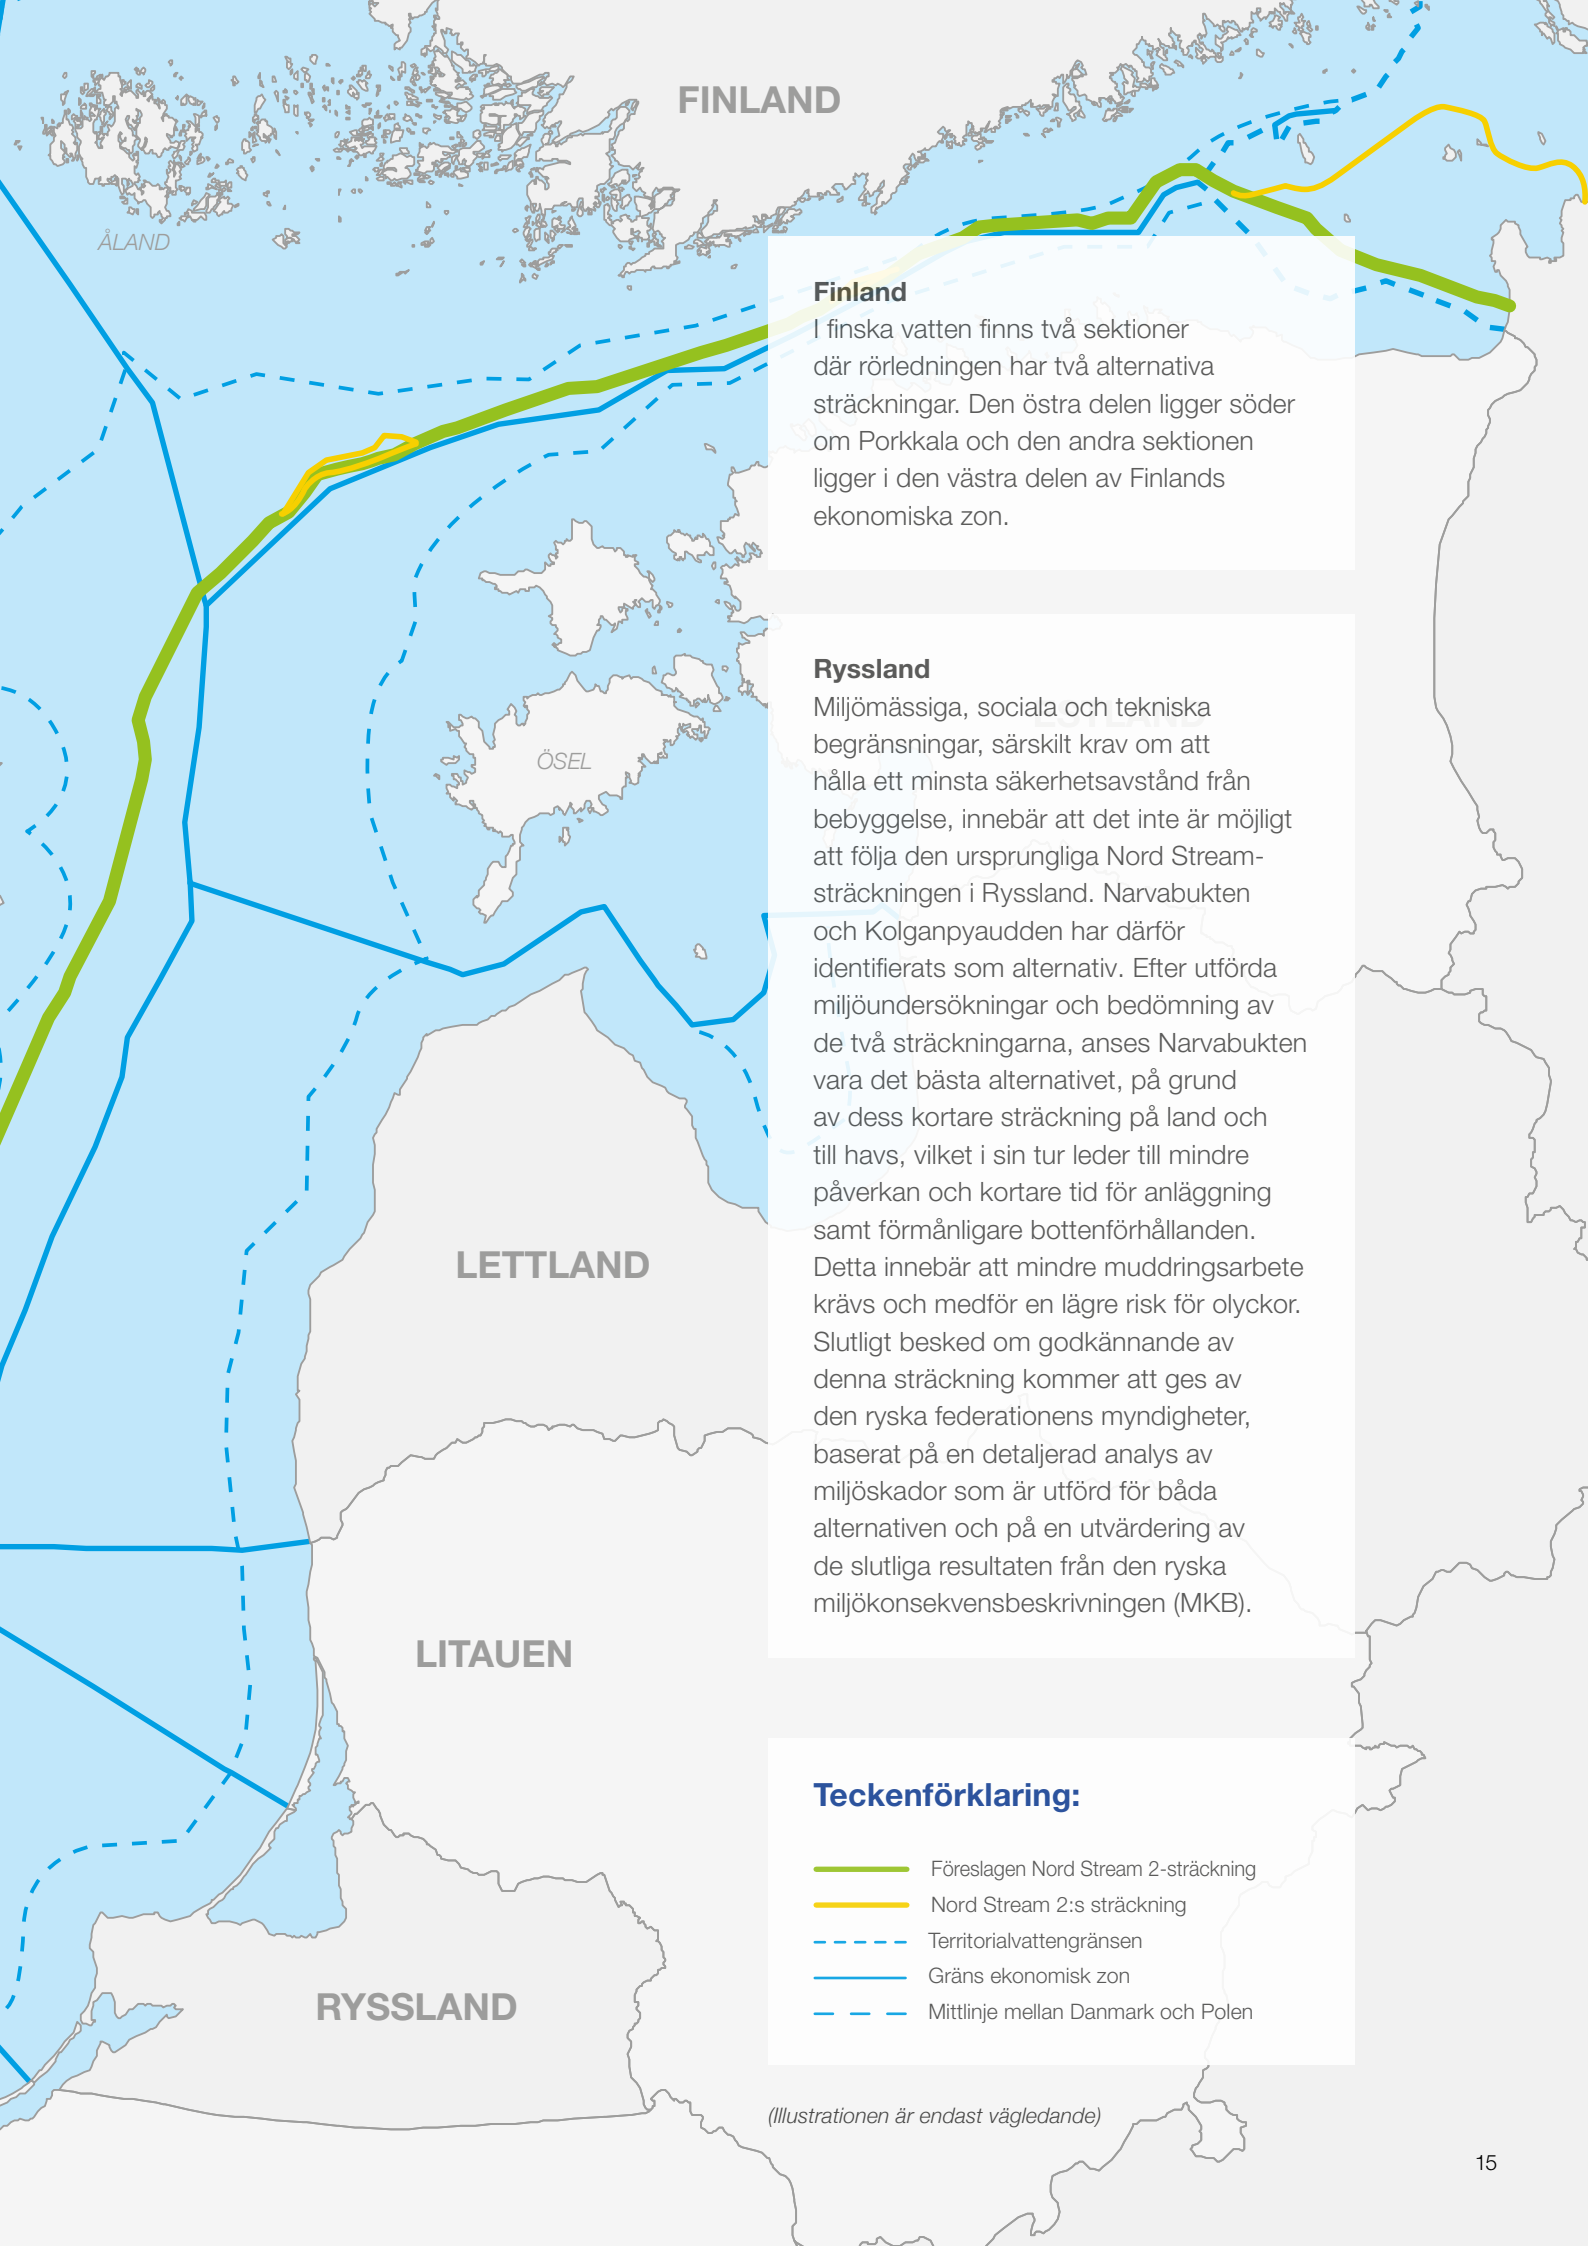 FINLAND
ÅLAND
Finland
I finska vatten finns två sektioner
där rörledningen har två alternativa
sträckningar. Den östra delen ligger söder
om Porkkala och den andra sektionen
ligger i den västra delen av Finlands
ekonomiska zon.
ÖSEL
Ryssland
Miljömässiga, sociala och tekniska
begränsningar, särskilt krav om att
hålla ett minsta säkerhetsavstånd från
bebyggelse, innebär att det inte är möjligt
att följa den ursprungliga Nord Stream-
sträckningen i Ryssland. Narvabukten
och Kolganpyaudden har därför
identifierats som alternativ. Efter utförda
miljöundersökningar och bedömning av
de två sträckningarna, anses Narvabukten
vara det bästa alternativet, på grund
av dess kortare sträckning på land och
till havs, vilket i sin tur leder till mindre
påverkan och kortare tid för anläggning
samt förmånligare bottenförhållanden.
Detta innebär att mindre muddringsarbete
krävs och medför en lägre risk för olyckor.
Slutligt besked om godkännande av
denna sträckning kommer att ges av
den ryska federationens myndigheter,
baserat på en detaljerad analys av
miljöskador som är utförd för båda
alternativen och på en utvärdering av
de slutliga resultaten från den ryska
miljökonsekvensbeskrivningen (MKB).
LETTLAND
LITAUEN
RYSSLAND
Teckenförklaring:
Föreslagen Nord Stream 2-sträckning
Nord Stream 2:s sträckning
Territorialvattengränsen
Gräns ekonomisk zon
Mittlinje mellan Danmark och Polen
(Illustrationen är endast vägledande)
15